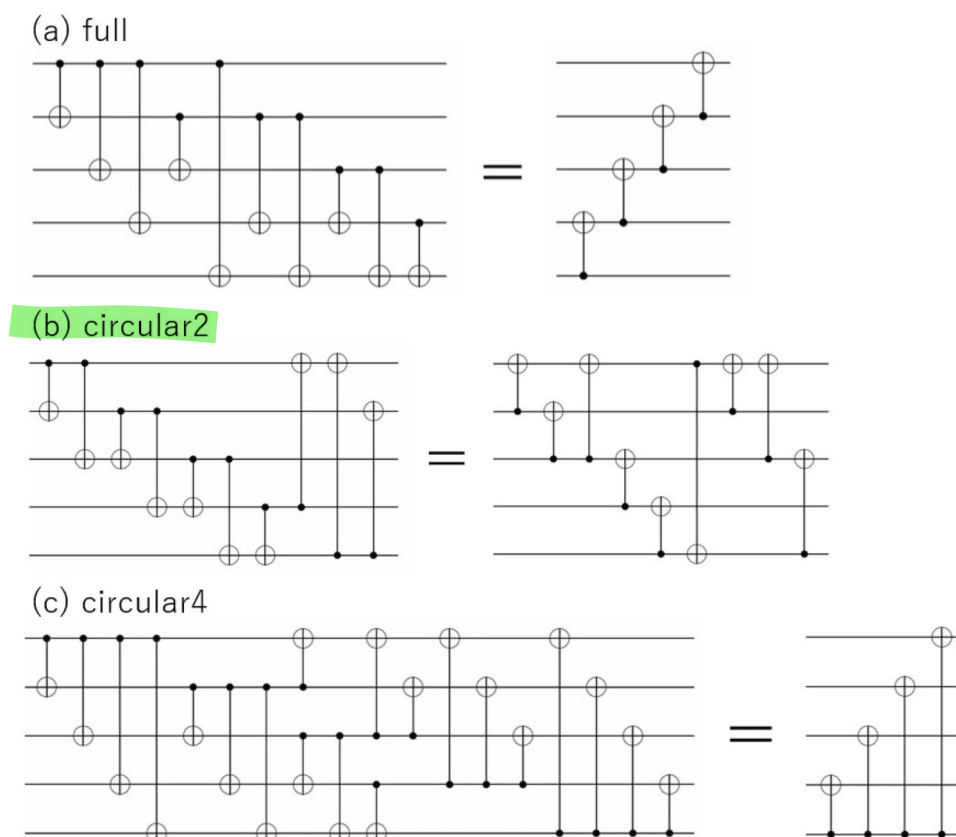 (a) full
=
(b) circular2
=
(c) circular4
=